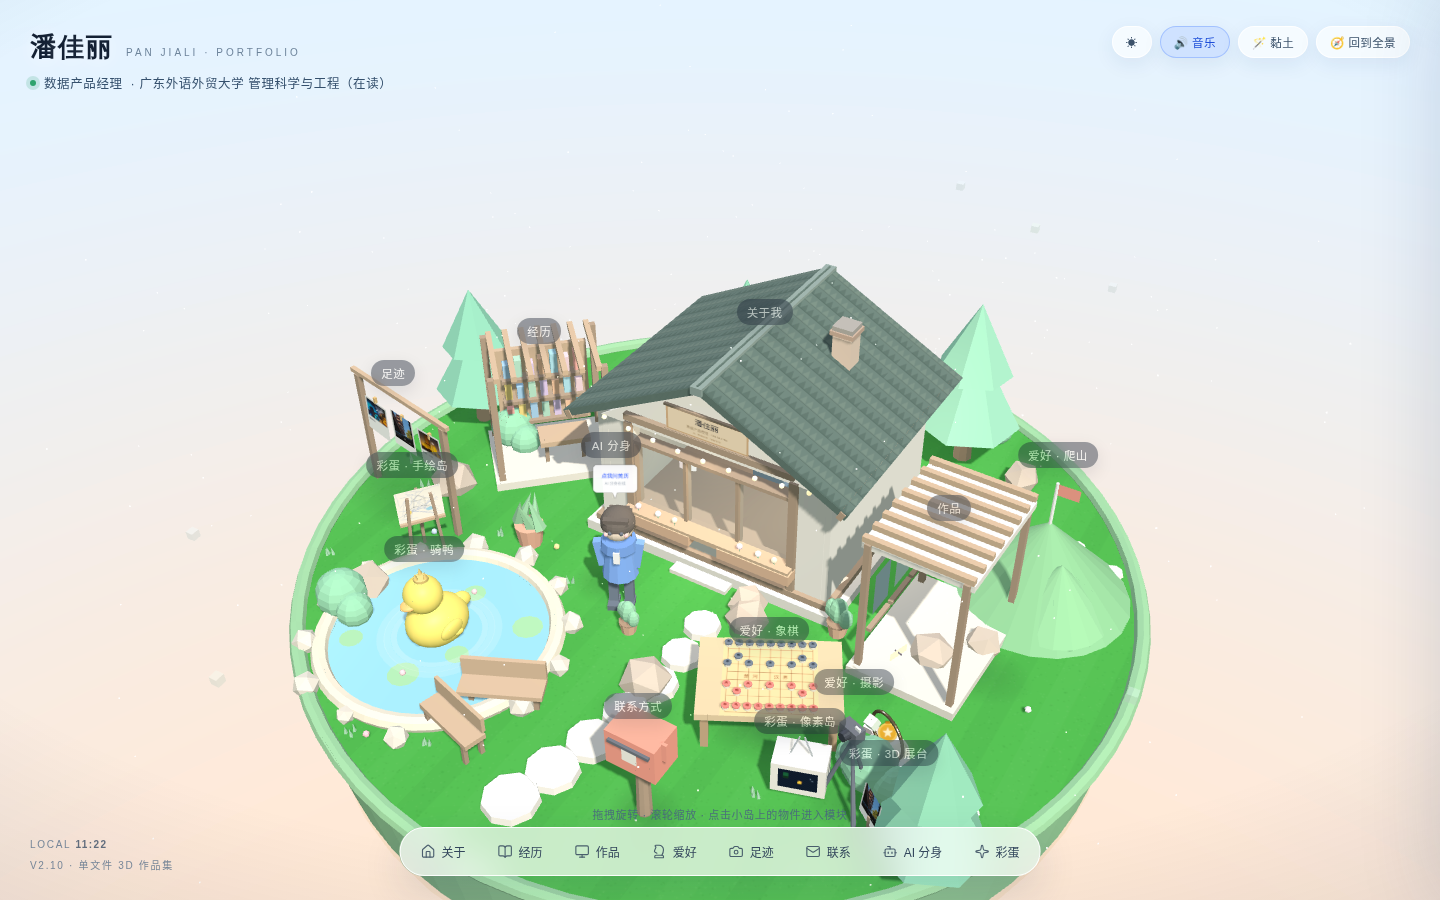 潘佳丽 PAN JIALI · PORTFOLIO
数据产品经理 · 广东外语外贸大学 管理科学与工程（在读）
音乐
黏土
回到全景
关于我
经历
足迹
AI 分身
彩蛋 · 手绘岛
爱好 · 爬山
作品
彩蛋 · 骑鸭
爱好 · 象棋
爱好 · 摄影
联系方式
彩蛋 · 像素岛
彩蛋 · 3D 展台
拖拽旋转 · 滚轮缩放 · 点击小岛上的物件进入模块
LOCAL 11:22
V2.10 · 单文件 3D 作品集
关于
经历
作品
爱好
足迹
联系
AI 分身
彩蛋